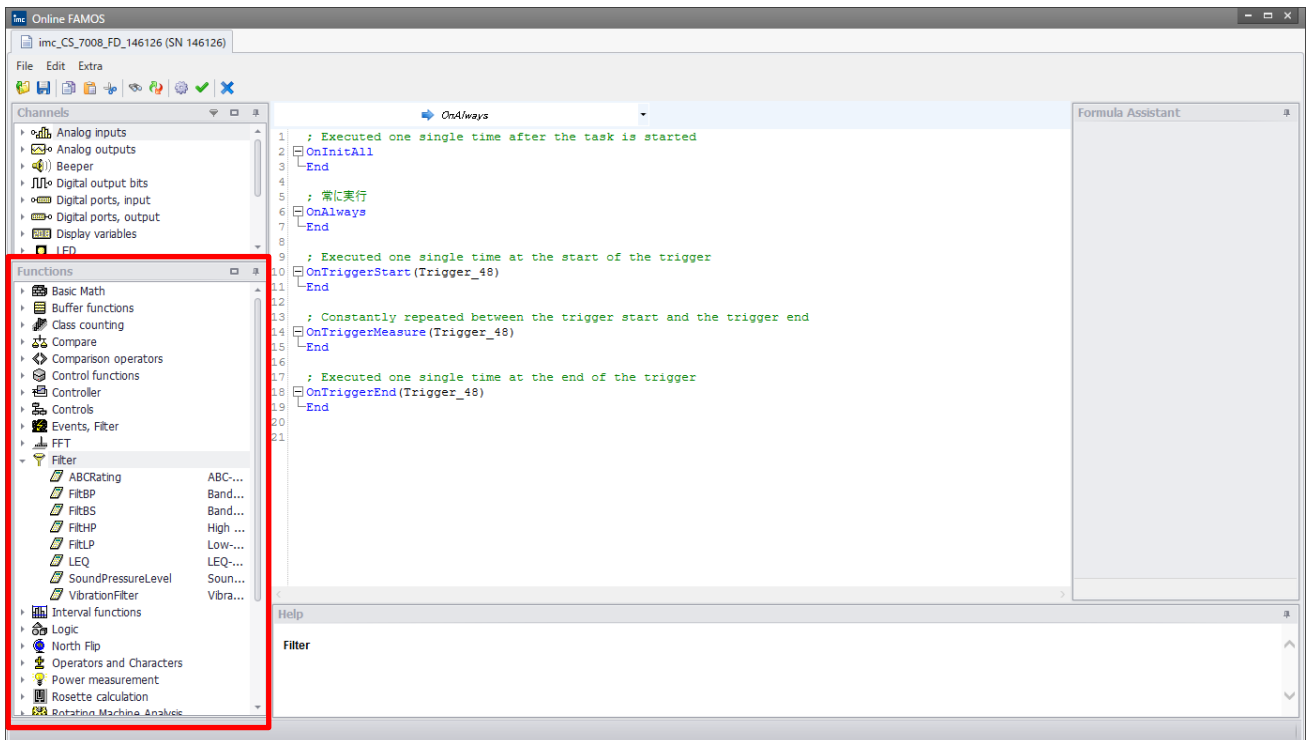 imc Online FAMOS
imc_CS_7008_FD_146126 (SN 146126)
File Edit Extra
Channels
Analog inputs
Analog outputs
Beeper
Digital output bits
Digital ports, input
Digital ports, output
Display variables
LED
Functions
Basic Math
Buffer functions
Class counting
Compare
Comparison operators
Control functions
Controller
Controls
Events, Filter
FFT
Filter
ABCRating ABC-...
FiltBP Band...
FiltBS Band...
FiltHP High ...
FiltLP Low-...
LEQ LEQ-...
SoundPressureLevel Soun...
VibrationFilter Vibra...
Interval functions
Logic
North Flip
Operators and Characters
Power measurement
Rosette calculation
Rotating Machine Analysis
OnAlways
1 ; Executed one single time after the task is started
2 OnInitAll
3 End
4
5 ; 常に実行
6 OnAlways
7 End
8
9 ; Executed one single time at the start of the trigger
10 OnTriggerStart(Trigger_48)
11 End
12
13 ; Constantly repeated between the trigger start and the trigger end
14 OnTriggerMeasure(Trigger_48)
15 End
16
17 ; Executed one single time at the end of the trigger
18 OnTriggerEnd(Trigger_48)
19 End
20
21
Formula Assistant
Help
Filter